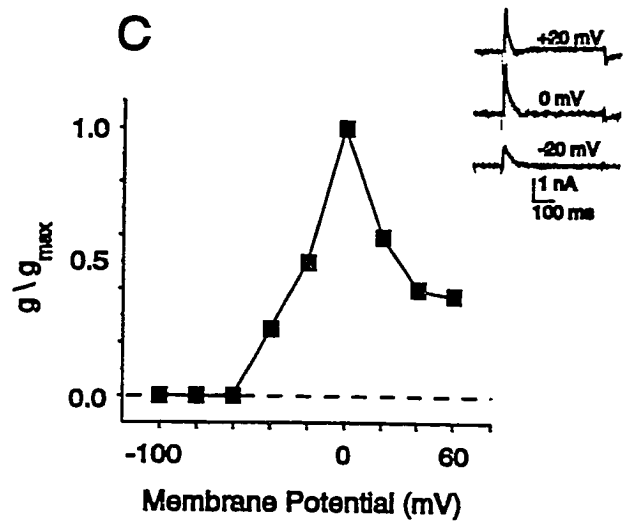 C
+20 mV
0 mV
-20 mV
1 nA
100 ms
1.0
0.5
0.0
g \ gmax
-100 0 60
Membrane Potential (mV)